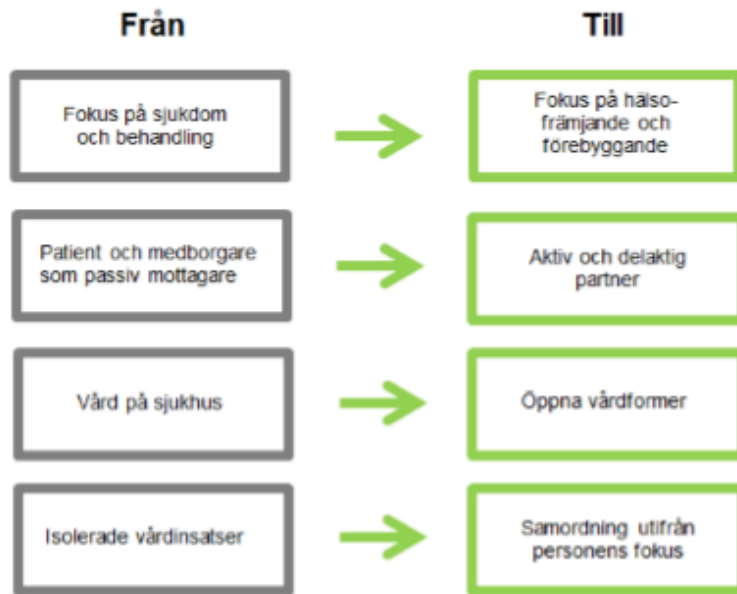 Från
Till
Fokus på sjukdom
och behandling
Fokus på hälso-
främjande och
förebyggande
Patient och medborgare
som passiv mottagare
Aktiv och delaktig
partner
Vård på sjukhus
Öppna vårdformer
Isolerade vårdinsatser
Samordning utifrån
personens fokus